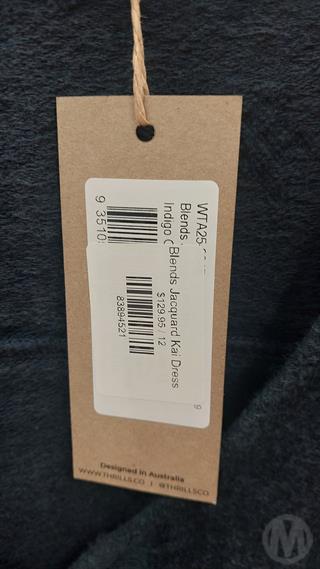 WTA25
Blends
Indigo
9 3510
Blends Jacquard Kai Dress
$129.95 / 12
83894521
Designed in Australia
WWW.THRILLS.CO | @THRILLSCO
M